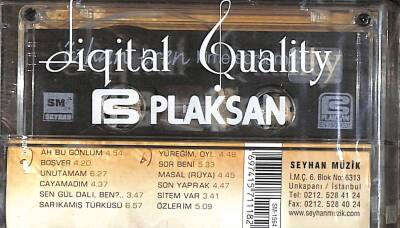 Digital Quality
SM
SEYHAN
PLAKSAN
AH BU GÖNLÜM 4.54
BOŞVER 4.20
UNUTAMAM 6.27
CAYAMADIM 4.37
SEN GÜL DALI, BEN?.. 3.47
SARIKAMIŞ TÜRKÜSÜ 6.57
YÜREĞİM, OY!. 4.48
SOR BENİ 5.33
MASAL (RÜYA) 4.45
SON YAPRAK 4.47
SİTEM VAR 3.41
ÖZLERİM 5.09
SEYHAN MÜZİK
İ.M.Ç. 6. Blok No: 6313
Unkapanı / İstanbul
Tel: 0212. 528 41 24
Fax: 0212. 528 40 24
www.seyhanmuzik.com